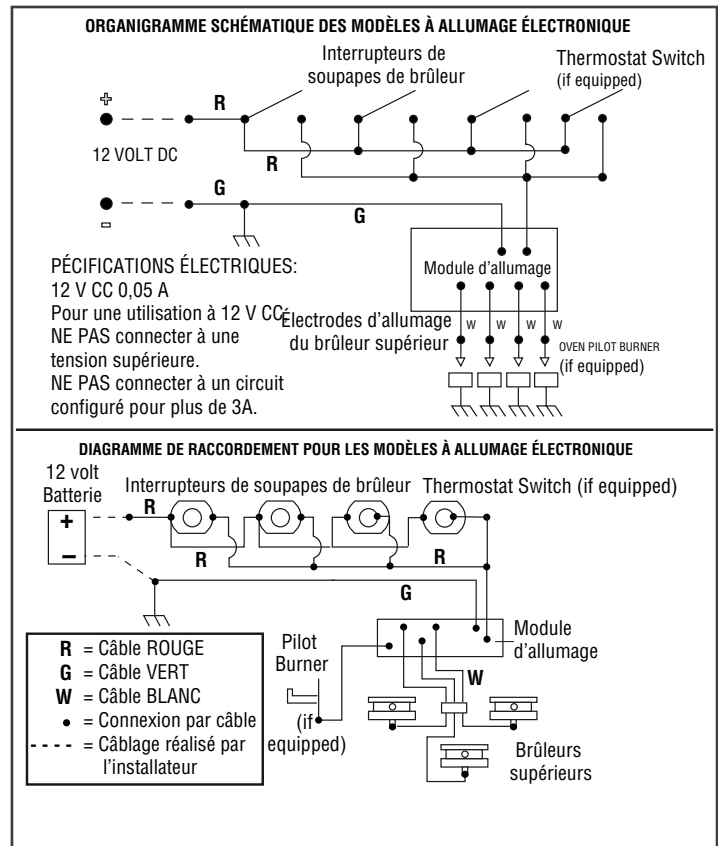 ORGANIGRAMME SCHÉMATIQUE DES MODÈLES À ALLUMAGE ÉLECTRONIQUE
Interrupteurs de
soupapes de brûleur
Thermostat Switch
(if equipped)
+
R
12 VOLT DC
R
G
-
G
PÉCIFICATIONS ÉLECTRIQUES:
12 V CC 0,05 A
Pour une utilisation à 12 V CC.
NE PAS connecter à une
tension supérieure.
NE PAS connecter à un circuit
configuré pour plus de 3A.
Module d'allumage
Électrodes d'allumage
du brûleur supérieur
W W W W
OVEN PILOT BURNER
(if equipped)
DIAGRAMME DE RACCORDEMENT POUR LES MODÈLES À ALLUMAGE ÉLECTRONIQUE
12 volt
Batterie
Interrupteurs de soupapes de brûleur
Thermostat Switch (if equipped)
+
R
–
R
R
G
R = Câble ROUGE
G = Câble VERT
W = Câble BLANC
• = Connexion par câble
- - - - = Câblage réalisé par
l'installateur
Pilot
Burner
(if
equipped)
Module
d'allumage
W
Brûleurs
supérieurs